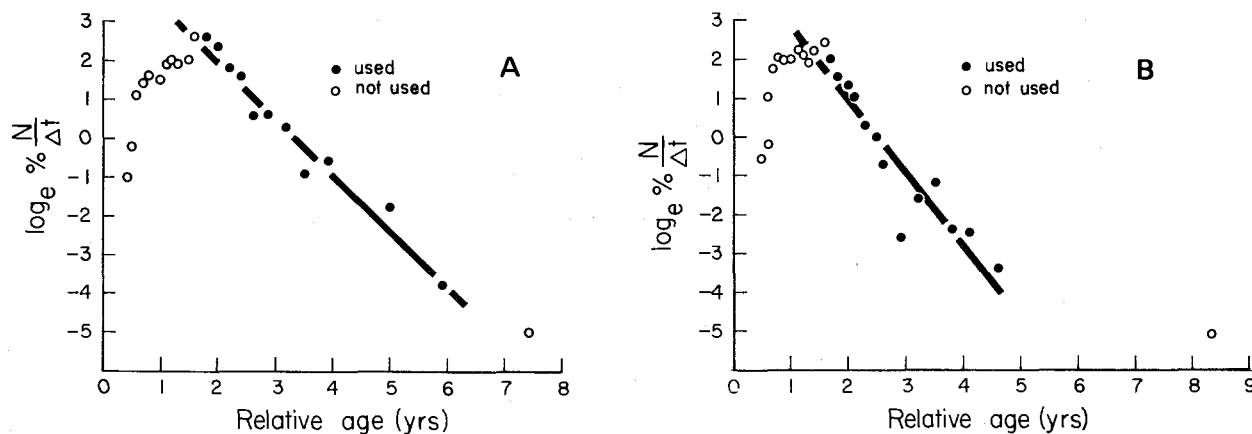 3
2
1
0
-1
-2
-3
-4
-5
log e % N/Δt
A
● used
○ not used
0 1 2 3 4 5 6 7 8
Relative age (yrs)
3
2
1
0
-1
-2
-3
-4
-5
log e % N/Δt
B
● used
○ not used
0 1 2 3 4 5 6 7 8 9
Relative age (yrs)